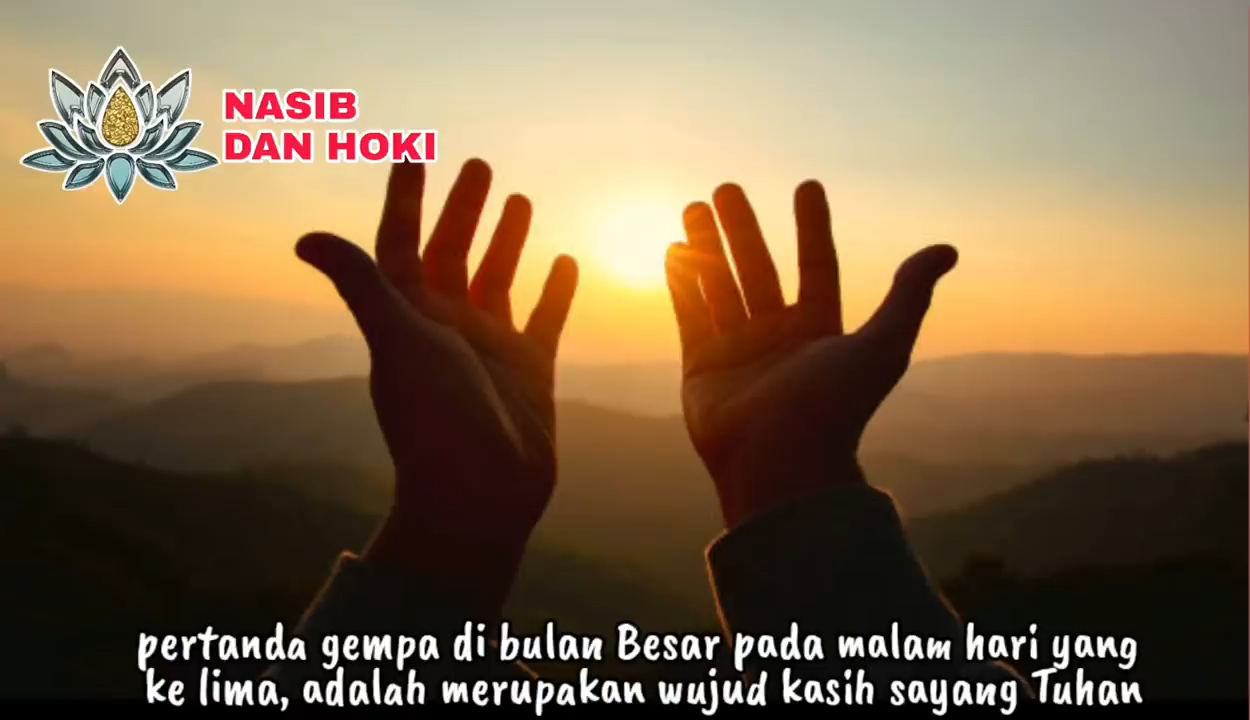 NASIB
DAN HOKI
pertanda gempa di bulan Besar pada malam hari yang
ke lima, adalah merupakan wujud kasih sayang Tuhan